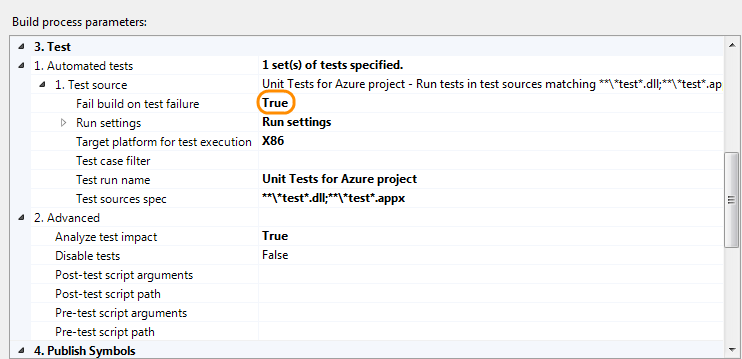 Build process parameters:
3. Test
1. Automated tests 1 set(s) of tests specified.
1. Test source Unit Tests for Azure project - Run tests in test sources matching **\*test*.dll;**\*test*.ap
Fail build on test failure True
Run settings Run settings
Target platform for test execution X86
Test case filter
Test run name Unit Tests for Azure project
Test sources spec **\*test*.dll;**\*test*.appx
2. Advanced
Analyze test impact True
Disable tests False
Post-test script arguments
Post-test script path
Pre-test script arguments
Pre-test script path
4. Publish Symbols